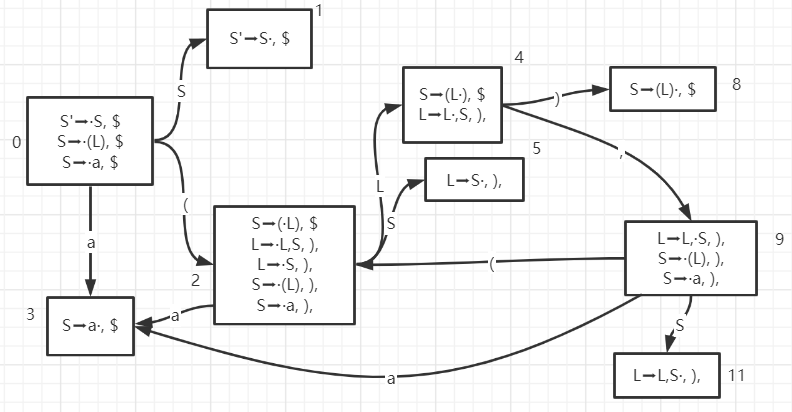 1
S'→S·, $
S
0
S'→·S, $
S→·(L), $
S→·a, $
(
a
3
S→a·, $
2
S→(·L), $
L→·L,S, ),
L→·S, ),
S→·(L), ),
S→·a, ),
a
L
S
4
S→(L·), $
L→L·,S, ),
5
L→S·, ),
)
8
S→(L)·, $
,
9
L→L,·S, ),
S→·(L), ),
S→·a, ),
(
a
S
11
L→L,S·, ),